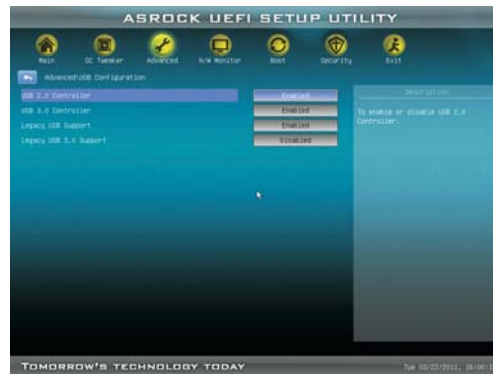 ASROCK UEFI SETUP UTILITY
Main OC Tweaker Advanced H/W Monitor Boot Security Exit
Advanced\USB Configuration
USB 2.0 Controller Enabled
USB 3.0 Controller Enabled
Legacy USB Support Enabled
Legacy USB 3.0 Support Disabled
Description
To enable or disable USB 2.0
Controller.
TOMORROW'S TECHNOLOGY TODAY
Tue 03/22/2011,